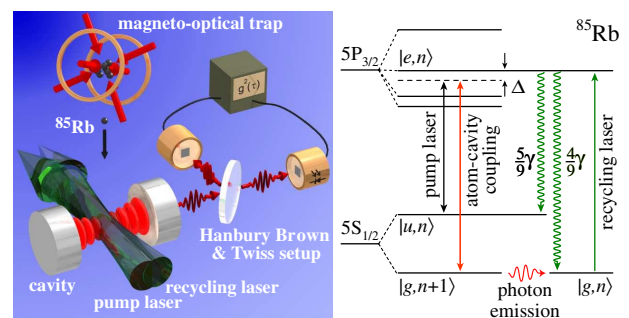 magneto-optical trap
g²(τ)
⁸⁵Rb
Hanbury Brown
& Twiss setup
cavity
recycling laser
pump laser
⁸⁵Rb
5P₃/₂
|e,n⟩
Δ
pump laser
atom-cavity
coupling
5/9γ
4/9γ
recycling laser
5S₁/₂
|u,n⟩
|g,n+1⟩
photon
emission
|g,n⟩